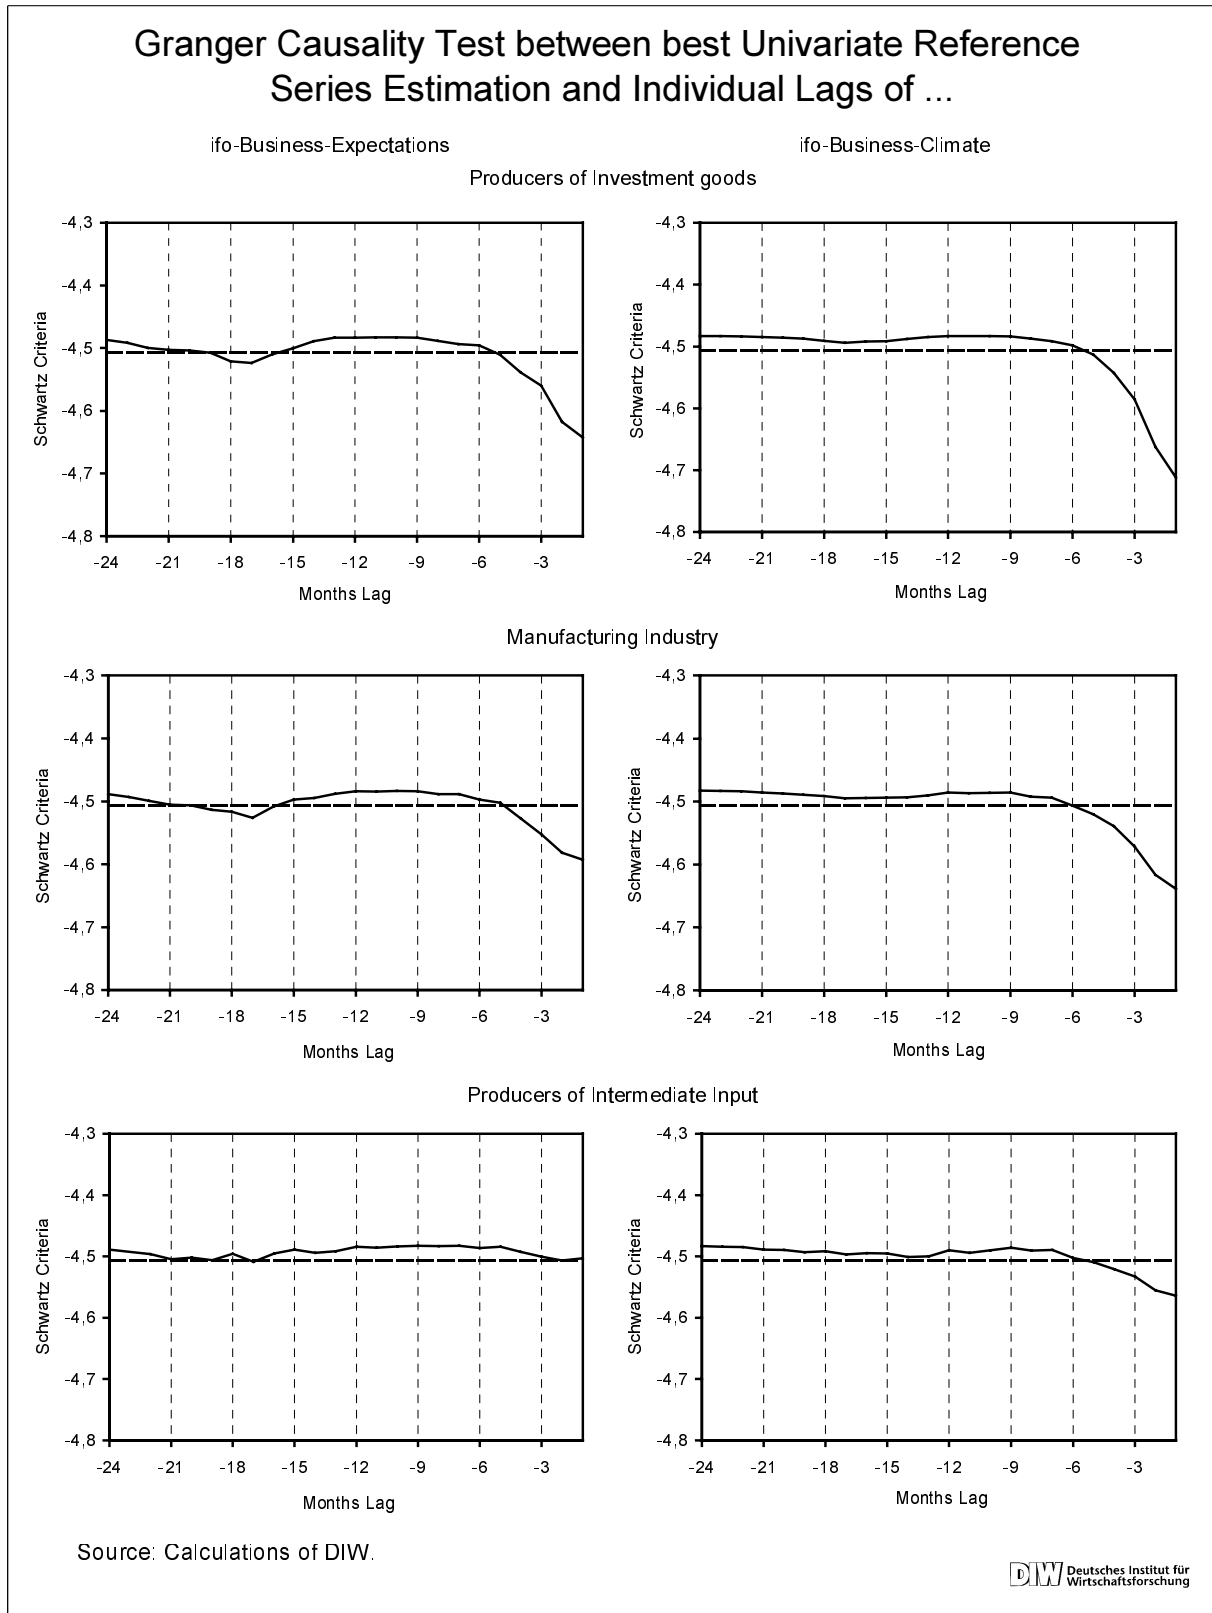 Granger Causality Test between best Univariate Reference
Series Estimation and Individual Lags of ...
ifo-Business-Expectations
ifo-Business-Climate
Producers of Investment goods
Schwartz Criteria
-4,3
-4,4
-4,5
-4,6
-4,7
-4,8
-24 -21 -18 -15 -12 -9 -6 -3
Months Lag
Schwartz Criteria
-4,3
-4,4
-4,5
-4,6
-4,7
-4,8
-24 -21 -18 -15 -12 -9 -6 -3
Months Lag
Manufacturing Industry
Schwartz Criteria
-4,3
-4,4
-4,5
-4,6
-4,7
-4,8
-24 -21 -18 -15 -12 -9 -6 -3
Months Lag
Schwartz Criteria
-4,3
-4,4
-4,5
-4,6
-4,7
-4,8
-24 -21 -18 -15 -12 -9 -6 -3
Months Lag
Producers of Intermediate Input
Schwartz Criteria
-4,3
-4,4
-4,5
-4,6
-4,7
-4,8
-24 -21 -18 -15 -12 -9 -6 -3
Months Lag
Schwartz Criteria
-4,3
-4,4
-4,5
-4,6
-4,7
-4,8
-24 -21 -18 -15 -12 -9 -6 -3
Months Lag
Source: Calculations of DIW.
DIW Deutsches Institut für
Wirtschaftsforschung